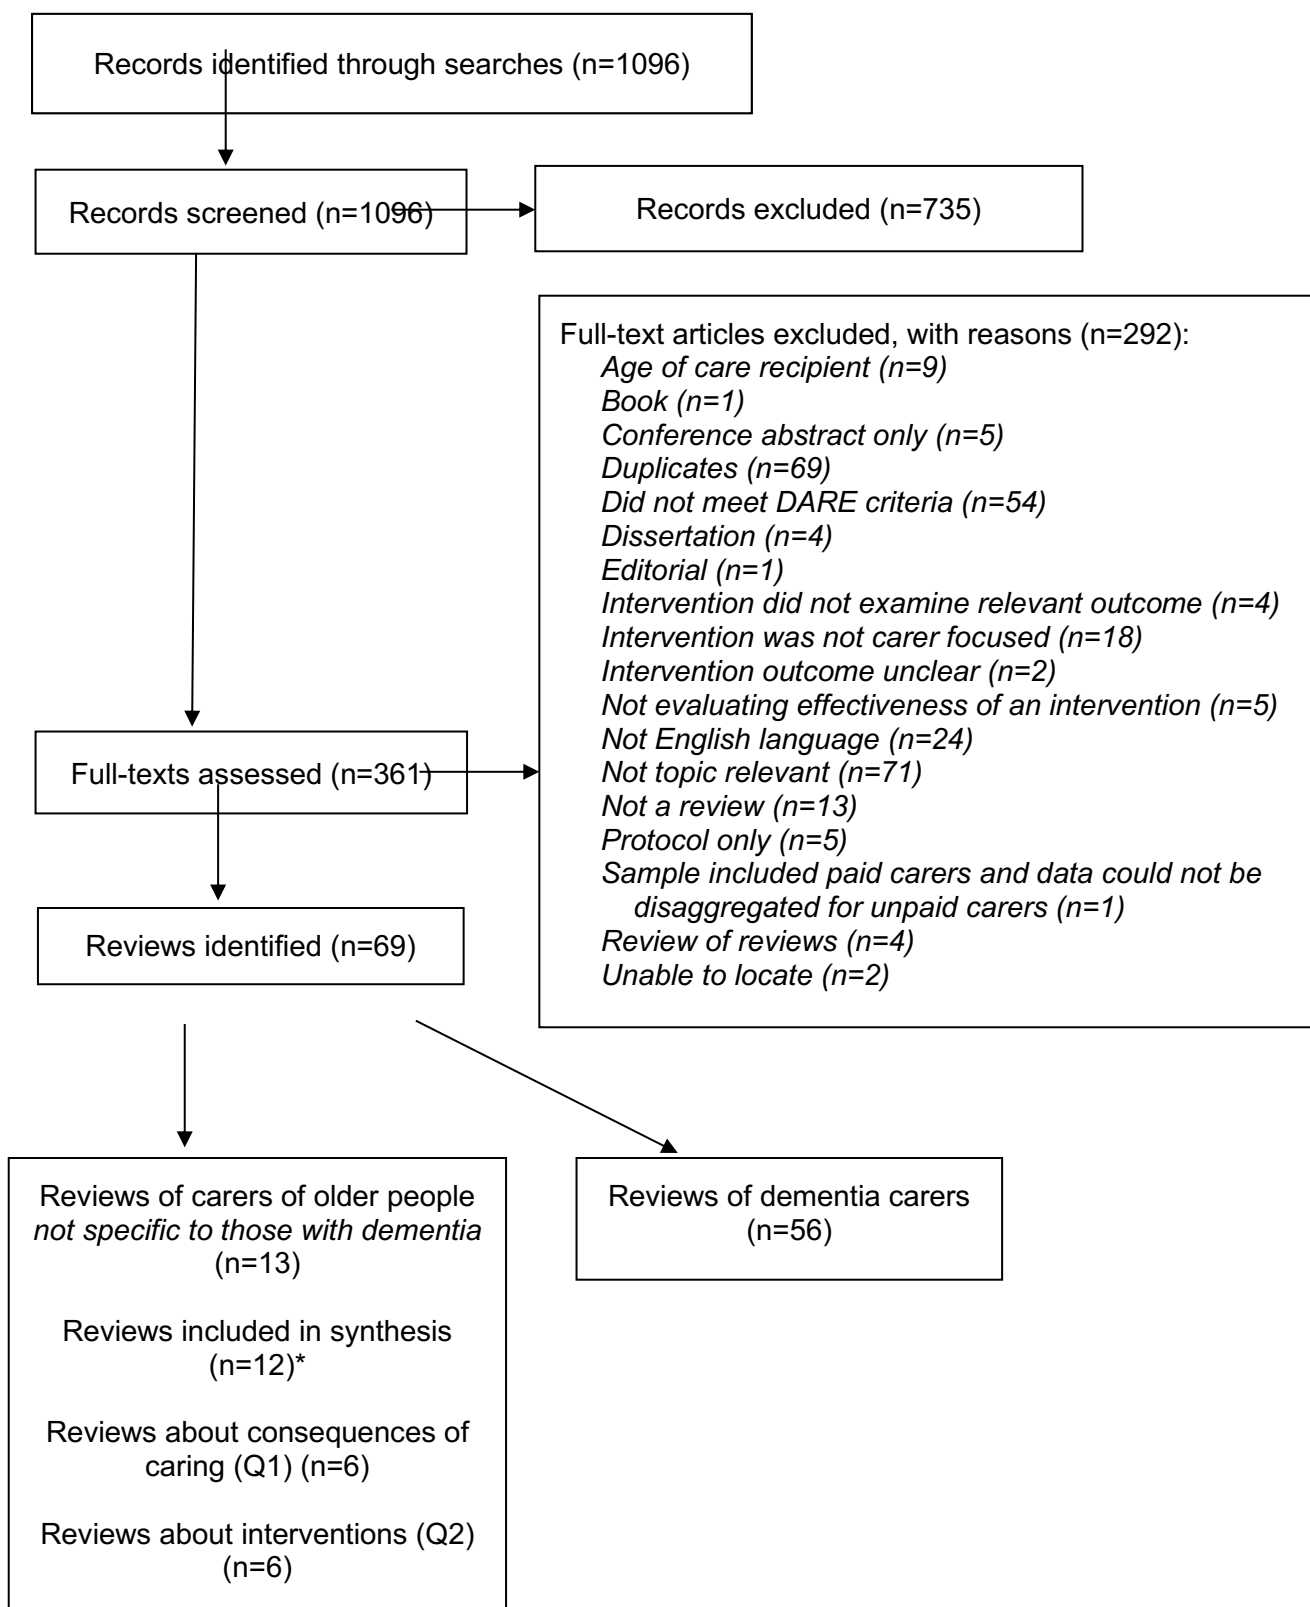 Records identified through searches (n=1096)
Records screened (n=1096)
Records excluded (n=735)
Full-text articles excluded, with reasons (n=292):
Age of care recipient (n=9)
Book (n=1)
Conference abstract only (n=5)
Duplicates (n=69)
Did not meet DARE criteria (n=54)
Dissertation (n=4)
Editorial (n=1)
Intervention did not examine relevant outcome (n=4)
Intervention was not carer focused (n=18)
Intervention outcome unclear (n=2)
Not evaluating effectiveness of an intervention (n=5)
Not English language (n=24)
Not topic relevant (n=71)
Not a review (n=13)
Protocol only (n=5)
Sample included paid carers and data could not be
disaggregated for unpaid carers (n=1)
Review of reviews (n=4)
Unable to locate (n=2)
Full-texts assessed (n=361)
Reviews identified (n=69)
Reviews of carers of older people
not specific to those with dementia
(n=13)
Reviews included in synthesis
(n=12)*
Reviews about consequences of
caring (Q1) (n=6)
Reviews about interventions (Q2)
(n=6)
Reviews of dementia carers
(n=56)